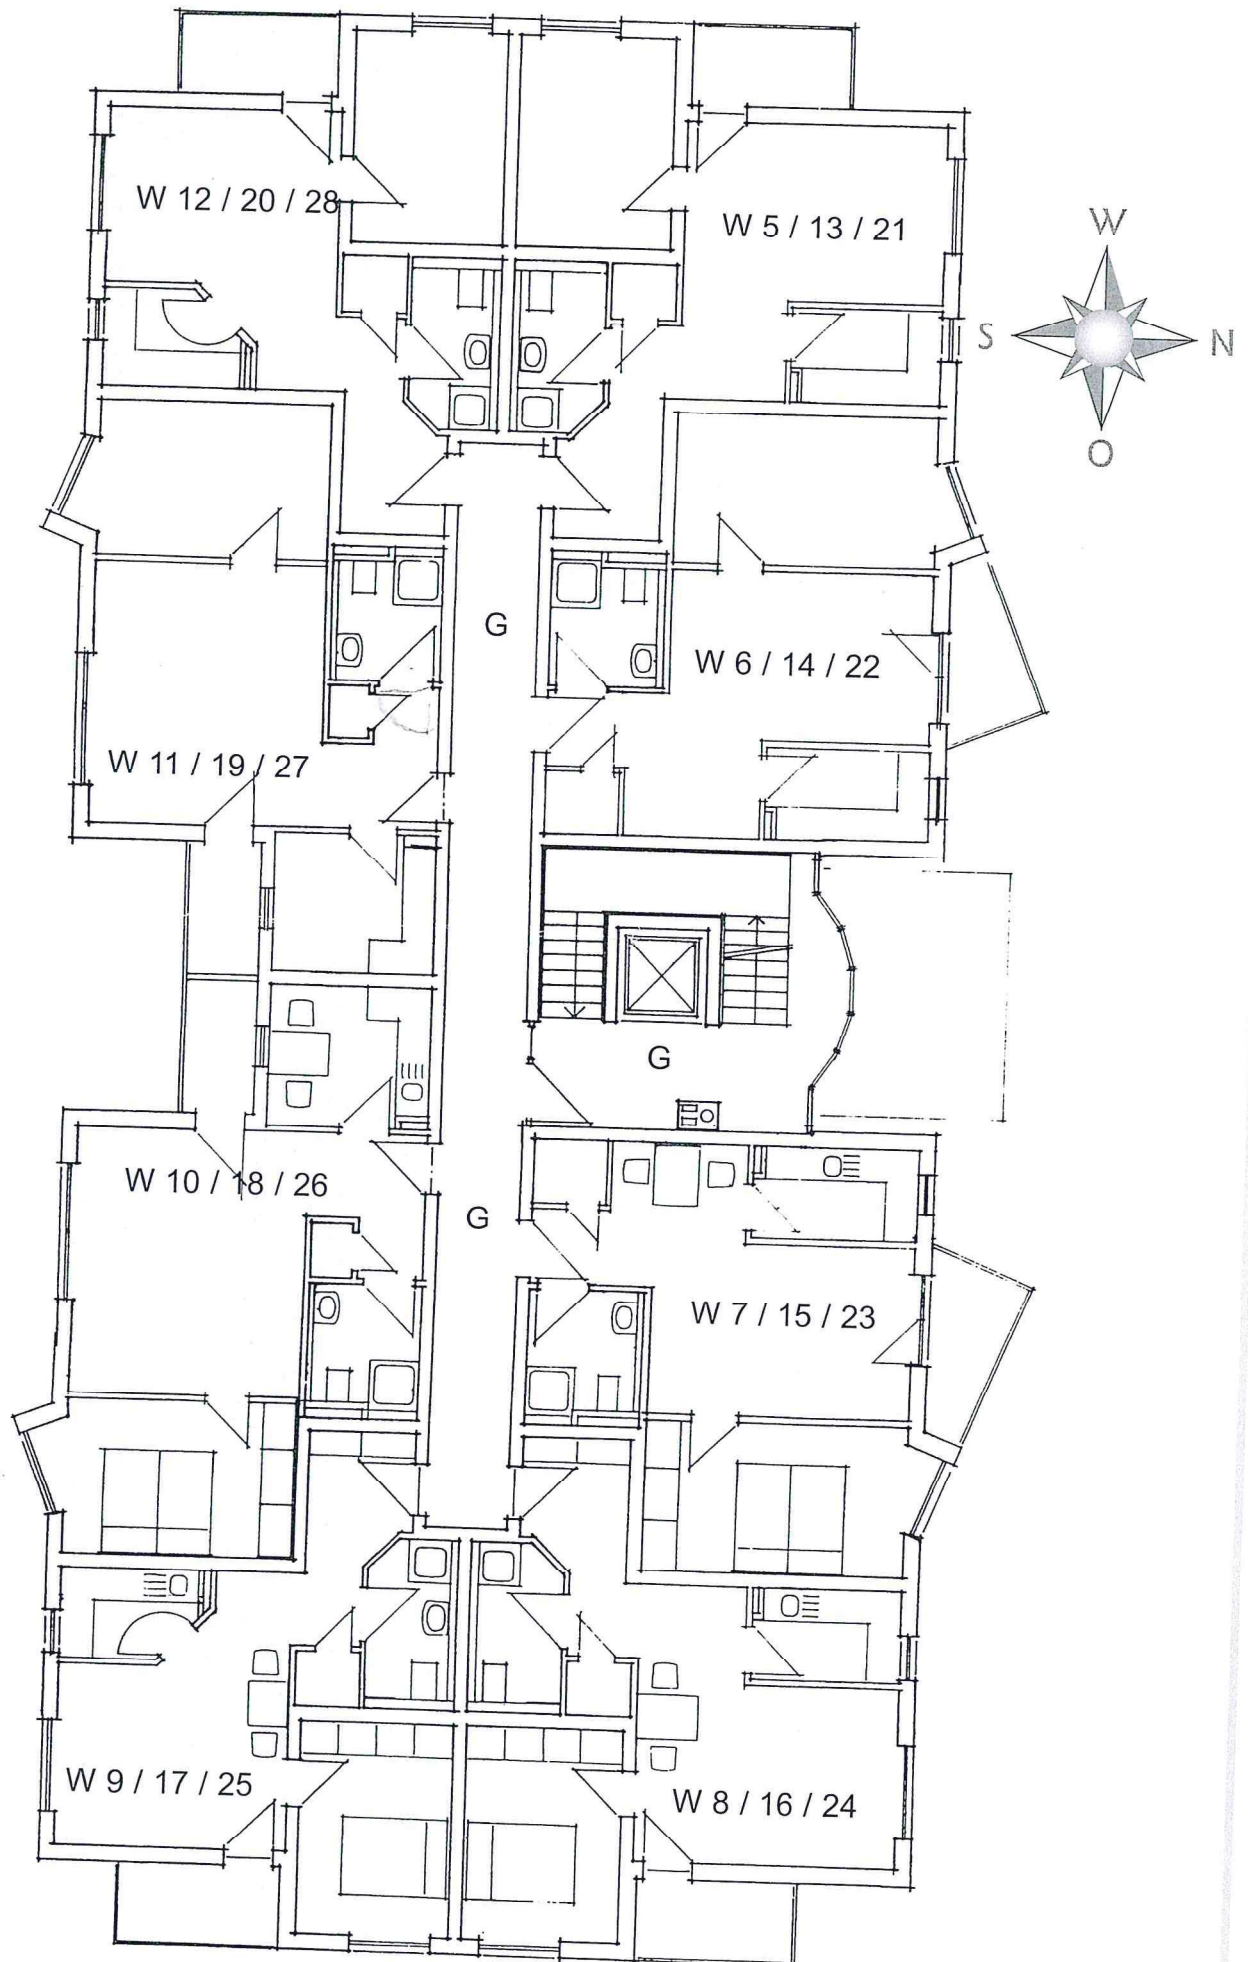 W 12 / 20 / 28
W 5 / 13 / 21
W
S
N
O
G
W 6 / 14 / 22
W 11 / 19 / 27
G
W 10 / 18 / 26
G
W 7 / 15 / 23
W 9 / 17 / 25
W 8 / 16 / 24